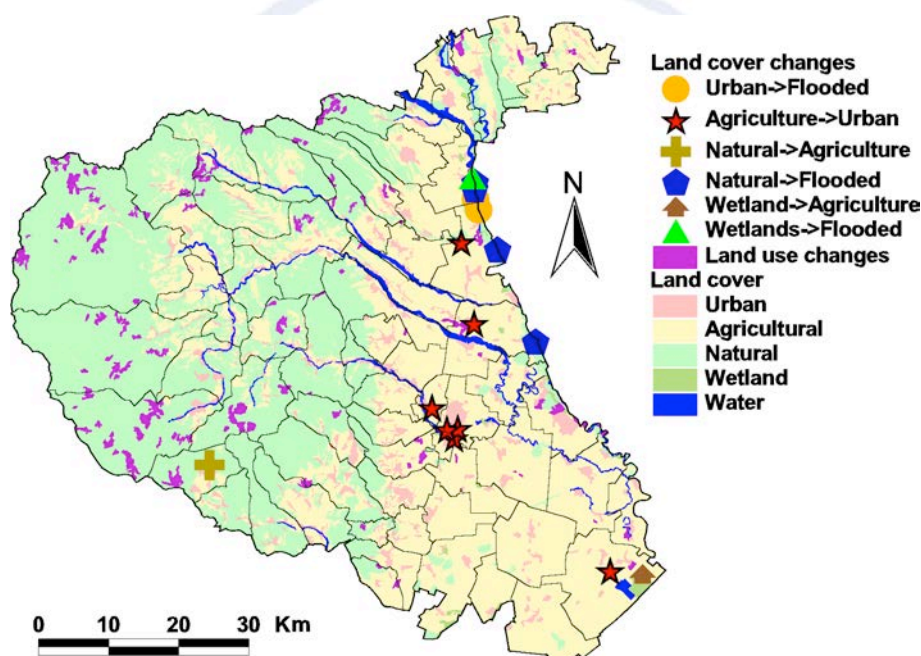 Land cover changes
Urban->Flooded
Agriculture->Urban
Natural->Agriculture
Natural->Flooded
Wetland->Agriculture
Wetlands->Flooded
Land use changes
Land cover
Urban
Agricultural
Natural
Wetland
Water
N
0 10 20 30 Km